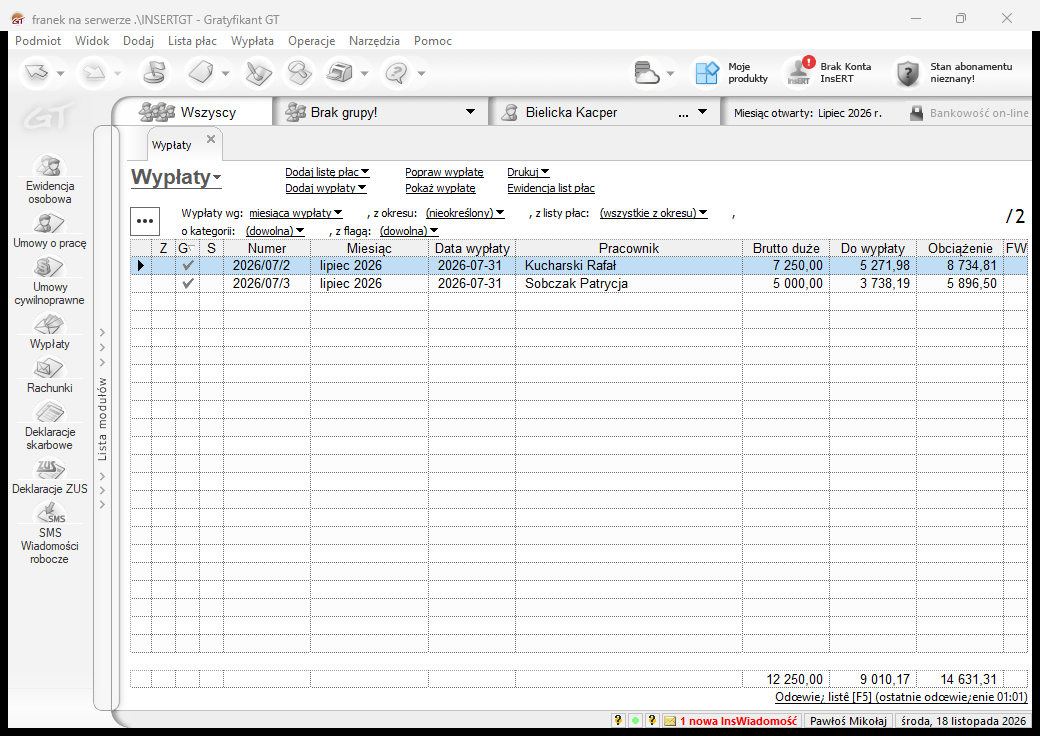 franek na serwerze .\INSERTGT - Gratyfikant GT
Podmiot Widok Dodaj Lista płac Wypłata Operacje Narzędzia Pomoc
Moje produkty
Brak Konta InsERT
Stan abonamentu nieznany!
GT
Wszyscy
Brak grupy!
Bielicka Kacper ...
Miesiąc otwarty: Lipiec 2026 r.
Bankowość on-line
Wypłaty
Ewidencja osobowa
Umowy o pracę
Umowy cywilnoprawne
Wypłaty
Rachunki
Deklaracje skarbowe
Deklaracje ZUS
SMS
Wiadomości robocze
Lista modułów
Wypłaty
Dodaj listę płac Popraw wypłatę Drukuj
Dodaj wypłaty Pokaż wypłatę Ewidencja list płac
Wypłaty wg: miesiąca wypłaty , z okresu: (nieokreślony) , z listy płac: (wszystkie z okresu) ,
o kategorii: (dowolna) , z flagą: (dowolna)
/2
Z G S Numer Miesiąc Data wypłaty Pracownik Brutto duże Do wypłaty Obciążenie FW
2026/07/2 lipiec 2026 2026-07-31 Kucharski Rafał 7 250,00 5 271,98 8 734,81
2026/07/3 lipiec 2026 2026-07-31 Sobczak Patrycja 5 000,00 3 738,19 5 896,50
12 250,00 9 010,17 14 631,31
Odœwie¿ listê [F5] (ostatnie odœwie¿enie 01:01)
1 nowa InsWiadomość Pawłoś Mikołaj środa, 18 listopada 2026